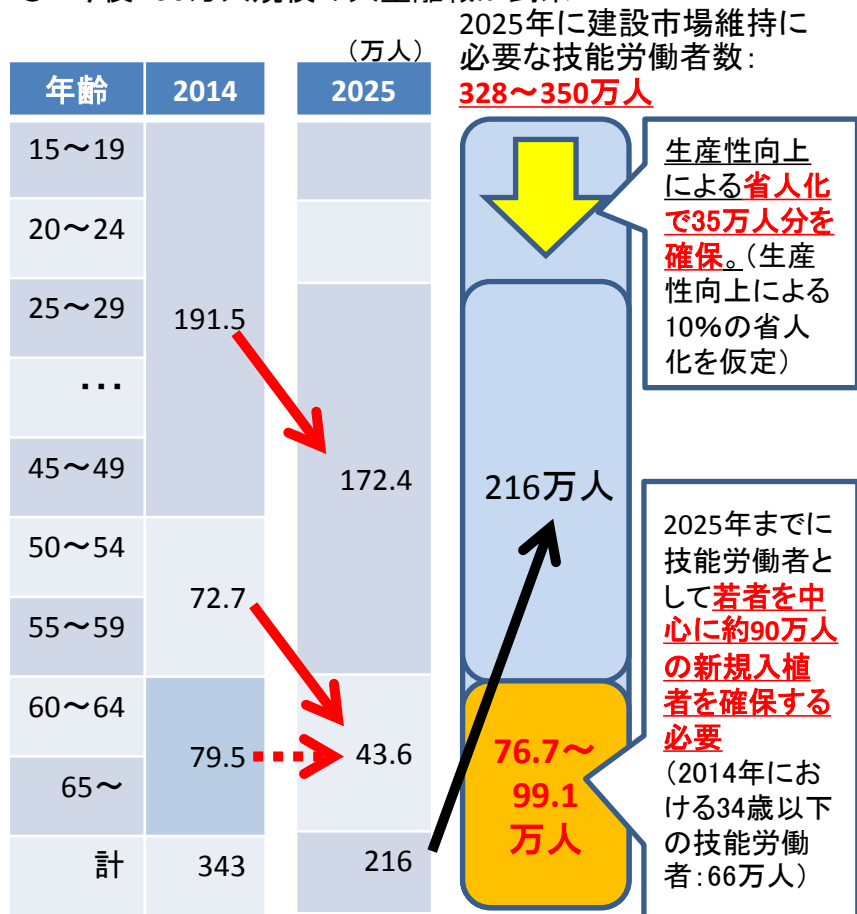 (万人)
2025年に建設市場維持に
必要な技能労働者数:
328～350万人
年齢 2014 2025
15～19
20～24
25～29
・・・
45～49
50～54
55～59
60～64
65～
計
191.5
72.7
79.5
343
172.4
43.6
216
216万人
76.7～
99.1
万人
生産性向上
による省人化
で35万人分を
確保。(生産
性向上による
10%の省人
化を仮定)
2025年までに
技能労働者と
して若者を中
心に約90万人
の新規入植
者を確保する
必要
(2014年にお
ける34歳以下
の技能労働
者:66万人)